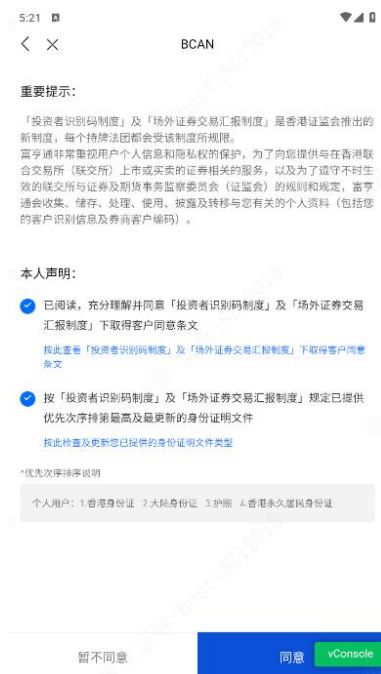 5:21
BCAN
重要提示：
「投资者识别码制度」及「场外证券交易汇报制度」是香港证监会推出的
新制度，每个持牌法团都会受该制度所规限。
富亨通非常重视用户个人信息和隐私权的保护，为了向您提供与在香港联
合交易所（联交所）上市或买卖的证券相关的服务，以及为了遵守不时生
效的联交所与证券及期货事务监察委员会（证监会）的规则和规定，富亨
通会收集、储存、处理、使用、披露及转移与您有关的个人资料（包括您
的客户识别信息及券商客户编码）。
本人声明：
已阅读，充分理解并同意「投资者识别码制度」及「场外证券交易
汇报制度」下取得客户同意条文
按此查看「投资者识别码制度」及「场外证券交易汇报制度」下取得客户同意
条文
按「投资者识别码制度」及「场外证券交易汇报制度」规定已提供
优先次序排第最高及最更新的身份证明文件
按此检查及更新您已提供的身份证明文件类型
*优先次序排序说明
个人用户：1.香港身份证 2.大陆身份证 3.护照 4.香港永久居民身份证
暂不同意
同意
vConsole